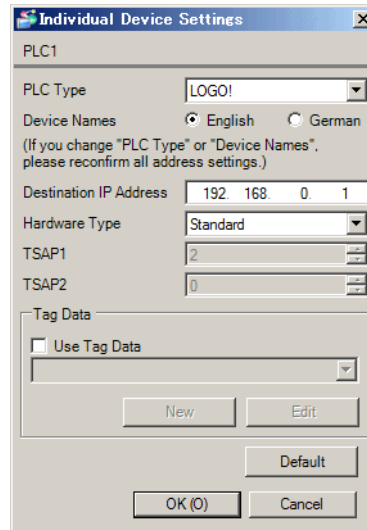 Individual Device Settings
PLC1
PLC Type LOGO!
Device Names English German
(If you change "PLC Type" or "Device Names",
please reconfirm all address settings.)
Destination IP Address 192. 168. 0. 1
Hardware Type Standard
TSAP1 2
TSAP2 0
Tag Data
Use Tag Data
New Edit
Default
OK (O) Cancel